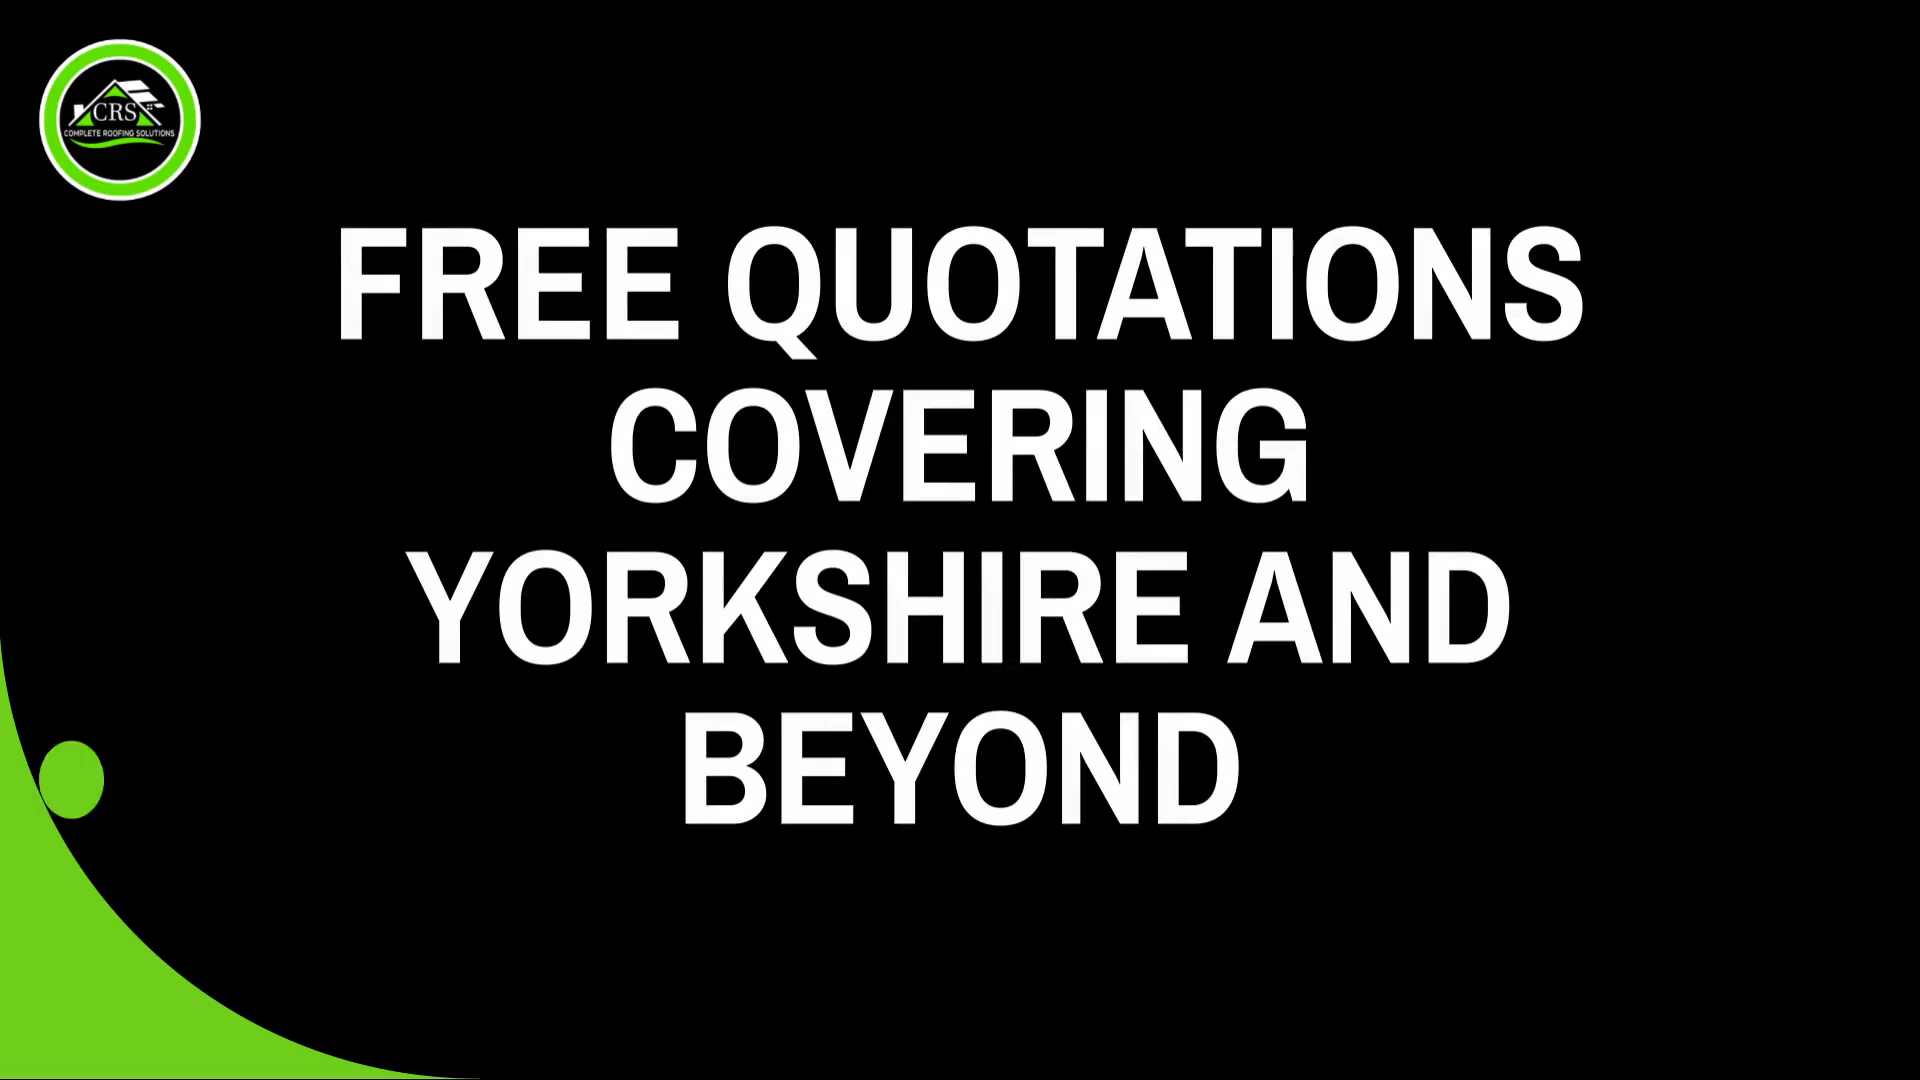 CRS
COMPLETE ROOFING SOLUTIONS
FREE QUOTATIONS
COVERING
YORKSHIRE AND
BEYOND